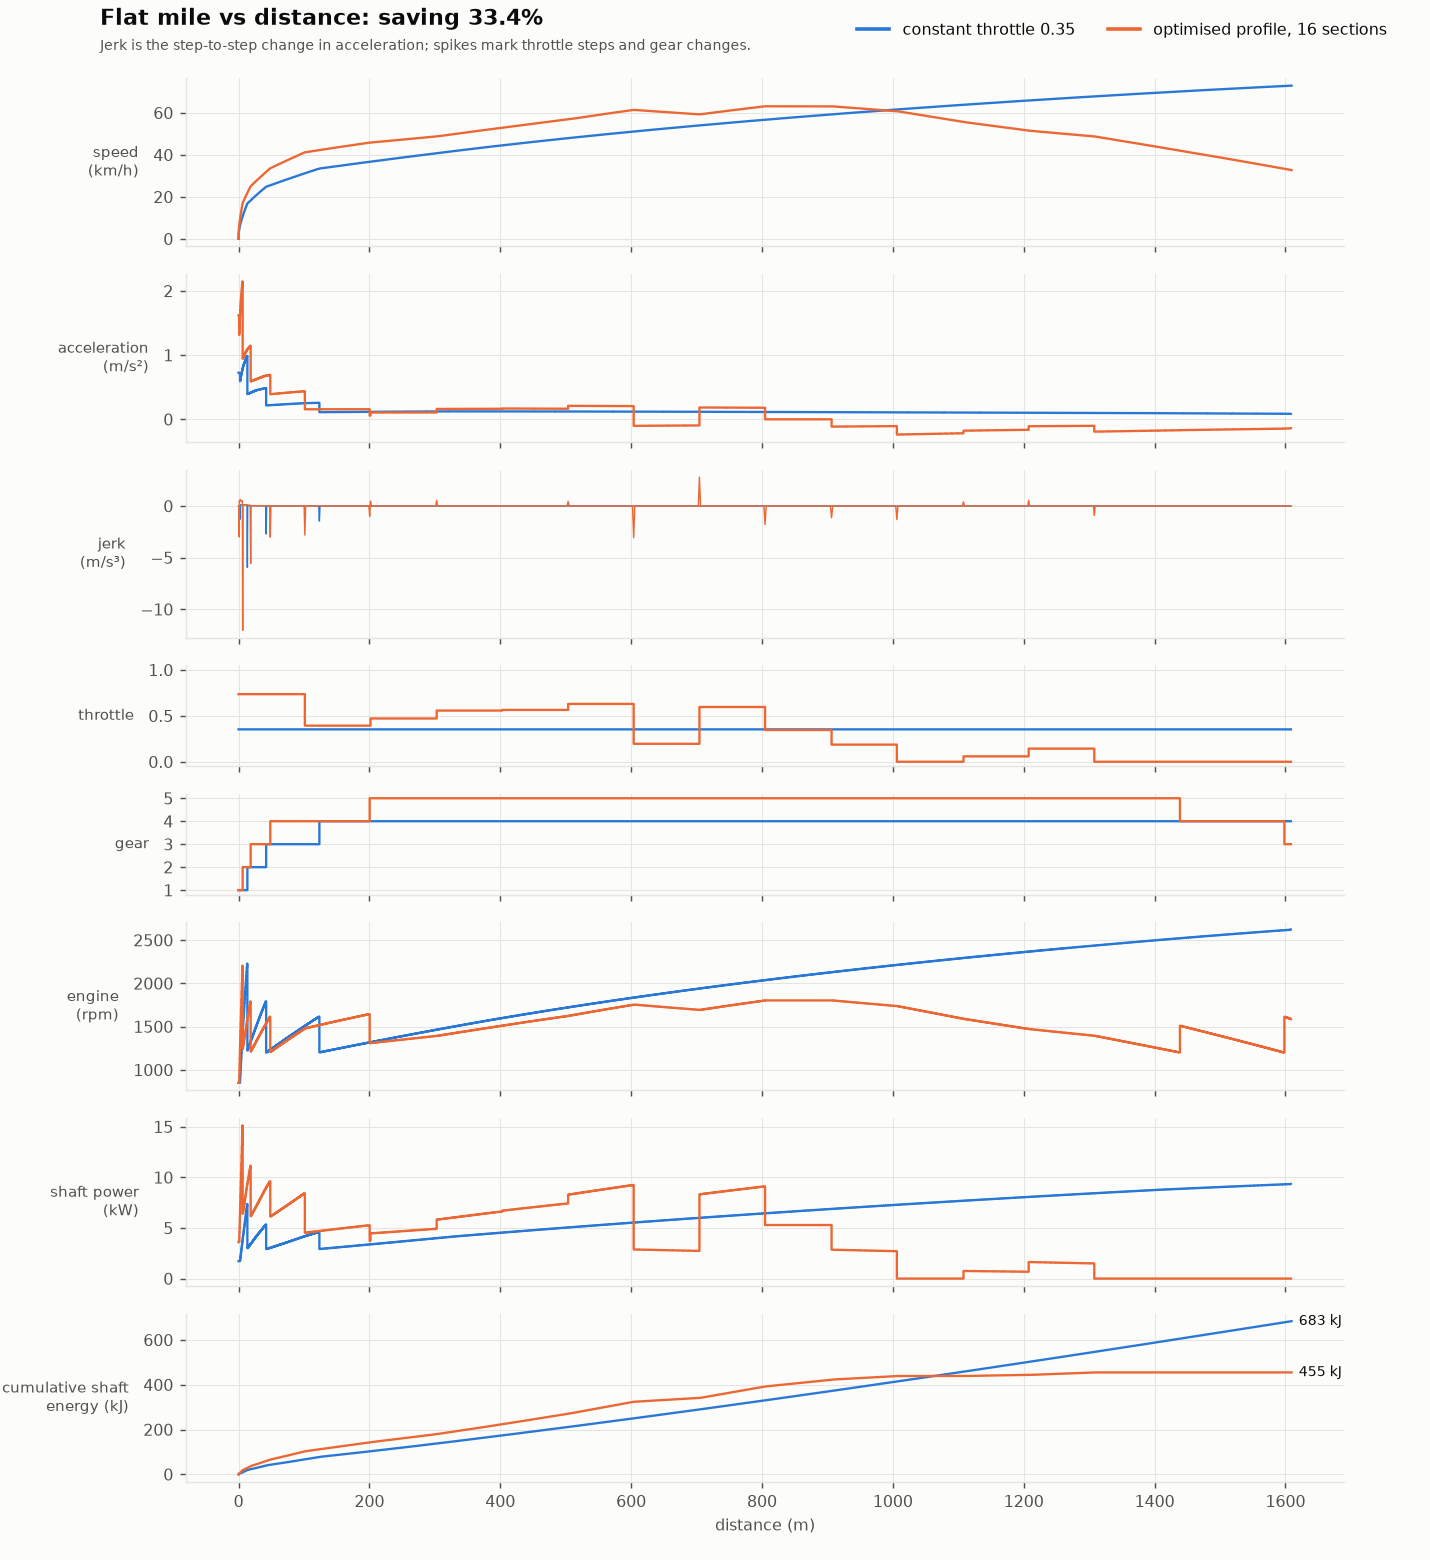 Flat mile vs distance: saving 33.4%
Jerk is the step-to-step change in acceleration; spikes mark throttle steps and gear changes.
constant throttle 0.35
optimised profile, 16 sections
speed
(km/h)
60
40
20
0
acceleration
(m/s²)
2
1
0
jerk
(m/s³)
0
−5
−10
throttle
1.0
0.5
0.0
gear
5
4
3
2
1
engine
(rpm)
2500
2000
1500
1000
shaft power
(kW)
15
10
5
0
cumulative shaft
energy (kJ)
600
400
200
0
683 kJ
455 kJ
0 200 400 600 800 1000 1200 1400 1600
distance (m)